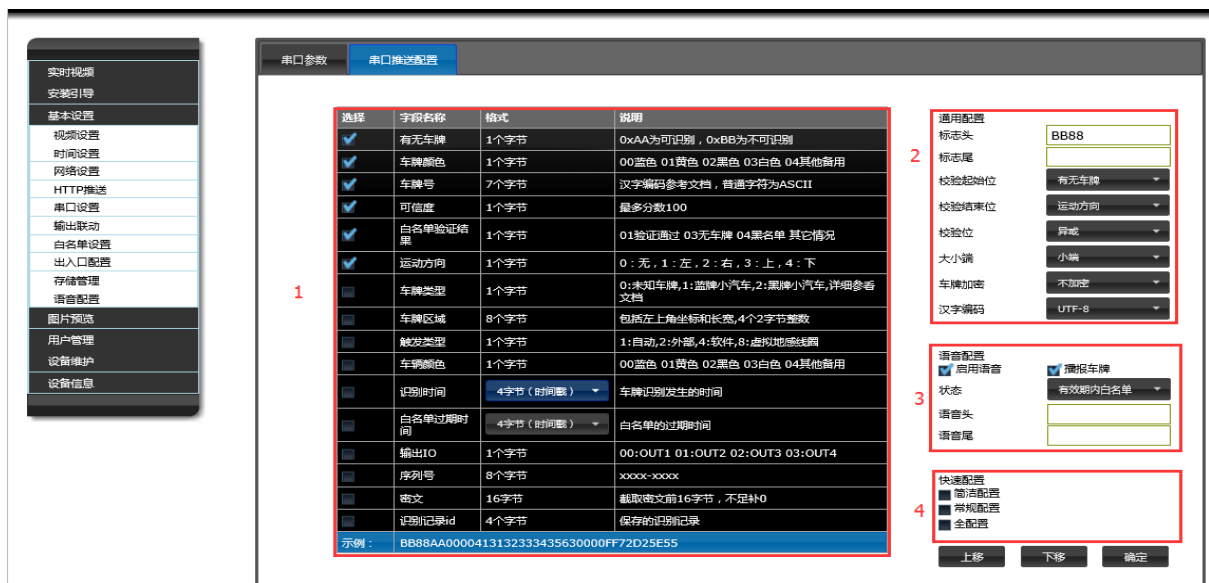 串口参数 串口推送配置
实时视频
安装引导
基本设置
视频设置
时间设置
网络设置
HTTP推送
串口设置
输出联动
白名单设置
出入口配置
存储管理
语音配置
图片预览
用户管理
设备维护
设备信息
1
选择 字段名称 格式 说明
有无车牌 1个字节 0xAA为可识别，0xBB为不可识别
车牌颜色 1个字节 00蓝色 01黄色 02黑色 03白色 04其他备用
车牌号 7个字节 汉字编码参考文档，普通字符为ASCII
可信度 1个字节 最多分数100
白名单验证结
果 1个字节 01验证通过 03无车牌 04黑名单 其它情况
运动方向 1个字节 0：无，1：左，2：右，3：上，4：下
车牌类型 1个字节 0:未知车牌,1:蓝牌小汽车,2:黑牌小汽车,详细参看
文档
车牌区域 8个字节 包括左上角坐标和长宽,4个2字节整数
触发类型 1个字节 1:自动,2:外部,4:软件,8:虚拟地感线圈
车辆颜色 1个字节 00蓝色 01黄色 02黑色 03白色 04其他备用
识别时间 4字节（时间戳） 车牌识别发生的时间
白名单过期时
间 4字节（时间戳） 白名单的过期时间
输出IO 1个字节 00:OUT1 01:OUT2 02:OUT3 03:OUT4
序列号 8个字节 xxxx-xxxx
密文 16字节 截取密文前16字节，不足补0
识别记录id 4个字节 保存的识别记录
示例： BB88AA00004131323334353630000FF72D25E55
2
通用配置
标志头 BB88
标志尾
校验起始位 有无车牌
校验结束位 运动方向
校验位 异或
大小端 小端
车牌加密 不加密
汉字编码 UTF-8
3
语音配置
启用语音 播报车牌
状态 有效期内白名单
语音头
语音尾
4
快速配置
简洁配置
常规配置
全配置
上移 下移 确定